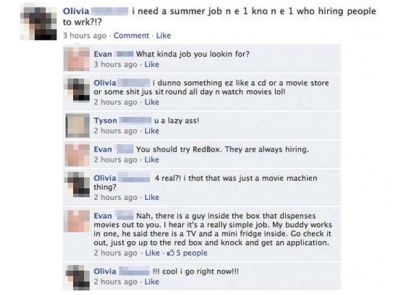 Olivia i need a summer job n e 1 kno n e 1 who hiring people
to wrk?!?
3 hours ago · Comment · Like
Evan What kinda job you lookin for?
3 hours ago · Like
Olivia i dunno something ez like a cd or a movie store
or some shit jus sit round all day n watch movies lol!
2 hours ago · Like
Tyson u a lazy ass!
2 hours ago · Like
Evan You should try RedBox. They are always hiring.
2 hours ago · Like
Olivia 4 real?! i thot that was just a movie machien
thing?
2 hours ago · Like
Evan Nah, there is a guy inside the box that dispenses
movies out to you. I hear it's a really simple job. My buddy works
in one, he said there is a TV and a mini fridge inside. Go check it
out, just go up to the red box and knock and get an application.
2 hours ago · Like · 5 people
Olivia !!! cool i go right now!!!
2 hours ago · Like